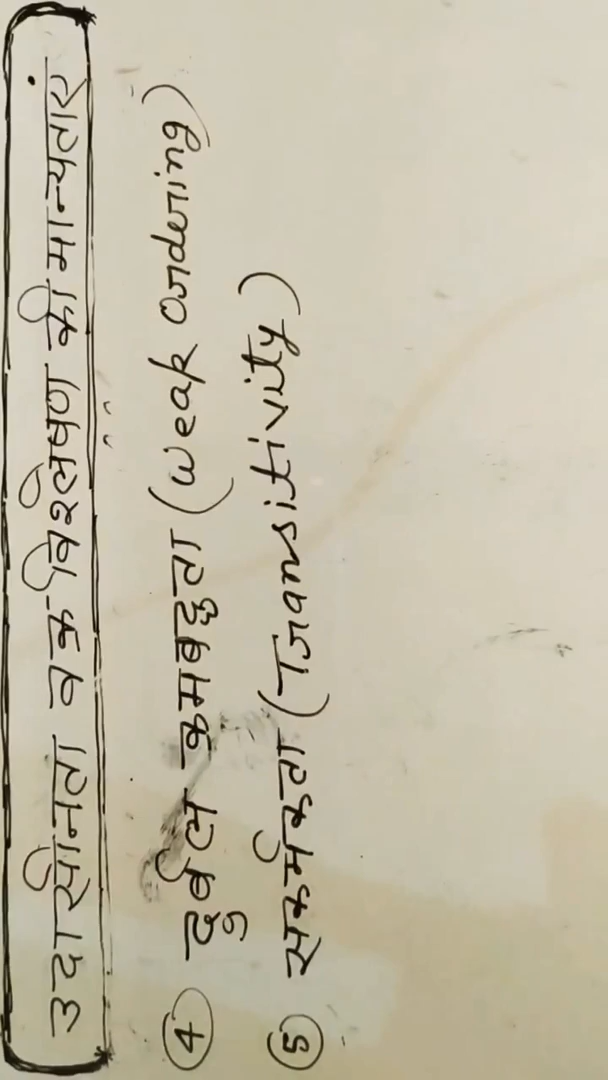 उदासीनता वक्र विश्लेषण की मान्यताएं
④ दुर्बल क्रमबद्धता (Weak Ordering)
⑤ सकर्मकता (Transitivity)